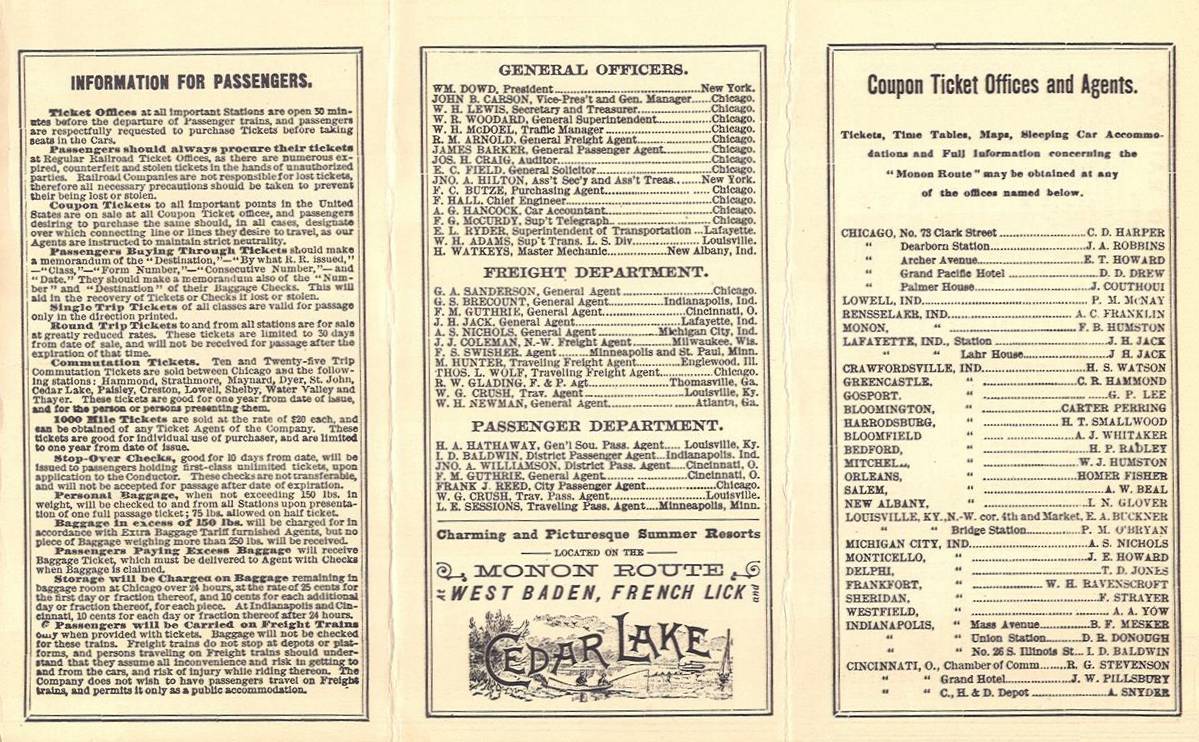 INFORMATION FOR PASSENGERS.
Ticket Offices at all important Stations are open 30 min-
utes before the departure of Passenger trains, and passengers
are respectfully requested to purchase Tickets before taking
seats in the Cars.
Passengers should always procure their tickets
at Regular Railroad Ticket Offices, as there are numerous ex-
pired, counterfeit and stolen tickets in the hands of unauthorized
parties. Railroad Companies are not responsible for lost tickets,
therefore all necessary precautions should be taken to prevent
their being lost or stolen.
Coupon Tickets to all important points in the United
States are on sale at all Coupon Ticket offices, and passengers
desiring to purchase the same should, in all cases, designate
over which connecting line or lines they desire to travel, as our
Agents are instructed to maintain strict neutrality.
Passengers Buying Through Tickets should make
a memorandum of the "Destination,"—"By what R. R. issued,"
—"Class,"—"Form Number,"—"Consecutive Number,"—and
"Date." They should make a memorandum also of the "Num-
ber" and "Destination" of their Baggage Checks. This will
aid in the recovery of Tickets or Checks if lost or stolen.
Single Trip Tickets of all classes are valid for passage
only in the direction printed.
Round Trip Tickets to and from all stations are for sale
at greatly reduced rates. These tickets are limited to 30 days
from date of sale, and will not be received for passage after the
expiration of that time.
Commutation Tickets. Ten and Twenty-five Trip
Commutation Tickets are sold between Chicago and the follow-
ing stations: Hammond, Strathmore, Maynard, Dyer, St. John,
Cedar Lake, Paisley, Creston, Lowell, Shelby, Water Valley and
Thayer. These tickets are good for one year from date of issue,
and for the person or persons presenting them.
1000 Mile Tickets are sold at the rate of $20 each, and
can be obtained of any Ticket Agent of the Company. These
tickets are good for individual use of purchaser, and are limited
to one year from date of issue.
Stop-Over Checks, good for 10 days from date, will be
issued to passengers holding first-class unlimited tickets, upon
application to the Conductor. These checks are not transferable,
and will not be accepted for passage after date of expiration.
Personal Baggage, when not exceeding 150 lbs. in
weight, will be checked to and from all Stations upon presenta-
tion of one full passage ticket; 75 lbs. allowed on half ticket.
Baggage in excess of 150 lbs. will be charged for in
accordance with Extra Baggage Tariff furnished Agents, but no
piece of Baggage weighing more than 250 lbs. will be received.
Passengers Paying Excess Baggage will receive
Baggage Ticket, which must be delivered to Agent with Checks
when Baggage is claimed.
Storage will be Charged on Baggage remaining in
baggage room at Chicago over 24 hours, at the rate of 25 cents for
the first day or fraction thereof, and 10 cents for each additional
day or fraction thereof, for each piece. At Indianapolis and Cin-
cinnati, 10 cents for each day or fraction thereof after 24 hours.
Passengers will be Carried on Freight Trains
only when provided with tickets. Baggage will not be checked
for these trains. Freight trains do not stop at depots or plat-
forms, and persons traveling on Freight trains should under-
stand that they assume all inconvenience and risk in getting to
and from the cars, and risk of injury while riding thereon. The
Company does not wish to have passengers travel on Freight
trains, and permits it only as a public accommodation.
GENERAL OFFICERS.
WM. DOWD, President New York.
JOHN B. CARSON, Vice-Pres't and Gen. Manager Chicago.
W. H. LEWIS, Secretary and Treasurer Chicago.
W. R. WOODARD, General Superintendent Chicago.
W. H. McDOEL, Traffic Manager Chicago.
R. M. ARNOLD, General Freight Agent Chicago.
JAMES BARKER, General Passenger Agent Chicago.
JOS. H. CRAIG, Auditor Chicago.
E. C. FIELD, General Solicitor Chicago.
JNO. A. HILTON, Ass't Sec'y and Ass't Treas. New York.
F. C. BUTZE, Purchasing Agent Chicago.
F. HALL, Chief Engineer Chicago.
A. G. HANCOCK, Car Accountant Chicago.
F. G. McCURDY, Sup't Telegraph Chicago.
E. L. RYDER, Superintendent of Transportation Lafayette.
W. H. ADAMS, Sup't Trans. L. S. Div. Louisville.
H. WATKEYS, Master Mechanic New Albany, Ind.
FREIGHT DEPARTMENT.
G. A. SANDERSON, General Agent Chicago.
G. S. BRECOUNT, General Agent Indianapolis, Ind.
F. M. GUTHRIE, General Agent Cincinnati, O.
J. H. JACK, General Agent Lafayette, Ind.
A. S. NICHOLS, General Agent Michigan City, Ind.
J. J. COLEMAN, N.-W. Freight Agent Milwaukee, Wis.
F. S. SWISHER, Agent Minneapolis and St. Paul, Minn.
M. HUNTER, Traveling Freight Agent Englewood, Ill.
THOS. L. WOLF, Traveling Freight Agent Chicago.
R. W. GLADING, F. & P. Agt Thomasville, Ga.
W. G. CRUSH, Trav. Agent Louisville, Ky.
W. H. NEWMAN, General Agent Atlanta, Ga.
PASSENGER DEPARTMENT.
H. A. HATHAWAY, Gen'l Sou. Pass. Agent Louisville, Ky.
I. D. BALDWIN, District Passenger Agent Indianapolis, Ind.
JNO. A. WILLIAMSON, District Pass. Agent Cincinnati, O.
F. M. GUTHRIE, General Agent Cincinnati, O.
FRANK J. REED, City Passenger Agent Chicago.
W. G. CRUSH, Trav. Pass. Agent Louisville.
L. E. SESSIONS, Traveling Pass. Agent Minneapolis, Minn.
Charming and Picturesque Summer Resorts
LOCATED ON THE
MONON ROUTE
At WEST BADEN, FRENCH LICK and
CEDAR LAKE
Coupon Ticket Offices and Agents.
Tickets, Time Tables, Maps, Sleeping Car Accommo-
dations and Full Information concerning the
"Monon Route" may be obtained at any
of the offices named below.
CHICAGO, No. 73 Clark Street C. D. HARPER
" Dearborn Station J. A. ROBBINS
" Archer Avenue E. T. HOWARD
" Grand Pacific Hotel D. D. DREW
" Palmer House J. COUTHOUI
LOWELL, IND. P. M. McNAY
RENSSELAER, IND. A. C. FRANKLIN
MONON, " F. B. HUMSTON
LAFAYETTE, IND., Station J. H. JACK
" " Lahr House J H. JACK
CRAWFORDSVILLE, IND. H. S. WATSON
GREENCASTLE, " C. R. HAMMOND
GOSPORT. " G. P. LEE
BLOOMINGTON, " CARTER PERRING
HARRODSBURG, " H. T. SMALLWOOD
BLOOMFIELD " A. J. WHITAKER
BEDFORD, " H. P. RADLEY
MITCHELL, " W. J. HUMSTON
ORLEANS, " HOMER FISHER
SALEM, " A. W. BEAL
NEW ALBANY, " I. N. GLOVER
LOUISVILLE, KY., N.-W. cor. 4th and Market, E. A. BUCKNER
" Bridge Station P. M. O'BRYAN
MICHIGAN CITY, IND. A. S. NICHOLS
MONTICELLO, " J. E. HOWARD
DELPHI, " T. D. JONES
FRANKFORT, " W. H. RAVENSCROFT
SHERIDAN, " F. STRAYER
WESTFIELD, " A. A. YOW
INDIANAPOLIS, " Mass Avenue B. F. MESKER
" " Union Station D. R. DONOUGH
" " No. 26 S. Illinois St. I. D. BALDWIN
CINCINNATI, O., Chamber of Comm R. G. STEVENSON
" " Grand Hotel J. W. PILLSBURY
" " C., H. & D. Depot A. SNYDER